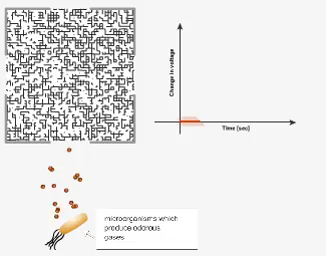 Change in voltage
Time (sec)
microorganisms which
produce odorous
gases